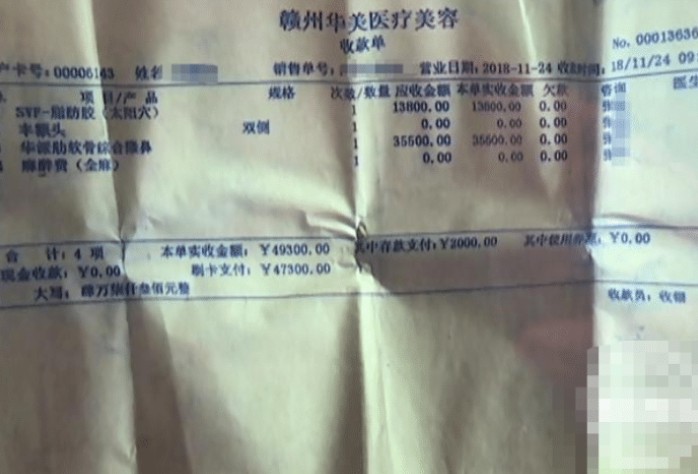 赣州华美医疗美容
收款单
No. 00013636
卡号: 00006143 姓名 销售单号: 营业日期: 2018-11-24 收款时间: 18/11/24 09:
项目/产品 规格 次数/数量 应收金额 本单实收金额 欠款 咨询 医生
SVF-脂肪胶（太阳穴） 1 13800.00 13800.00 0.00 张
丰额头 双侧 1 0.00 0.00 0.00 张
华派肋软骨综合隆鼻 1 35500.00 35500.00 0.00 张
麻醉费（全麻） 1 0.00 0.00 0.00
合 计: 4 项 本单实收金额: ¥49300.00 其中存款支付: ¥2000.00 其中使用券额: ¥0.00
现金收款: ¥0.00 刷卡支付: ¥47300.00
大写: 肆万柒仟叁佰元整 收款员: 收银